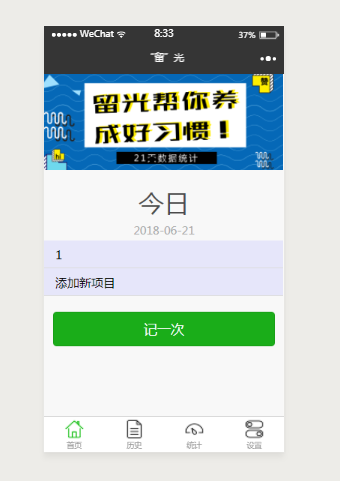 WeChat
8:33
37%
留 光
留光帮你养
成好习惯！
21天数据统计
今日
2018-06-21
1
添加新项目
记一次
首页
历史
统计
设置